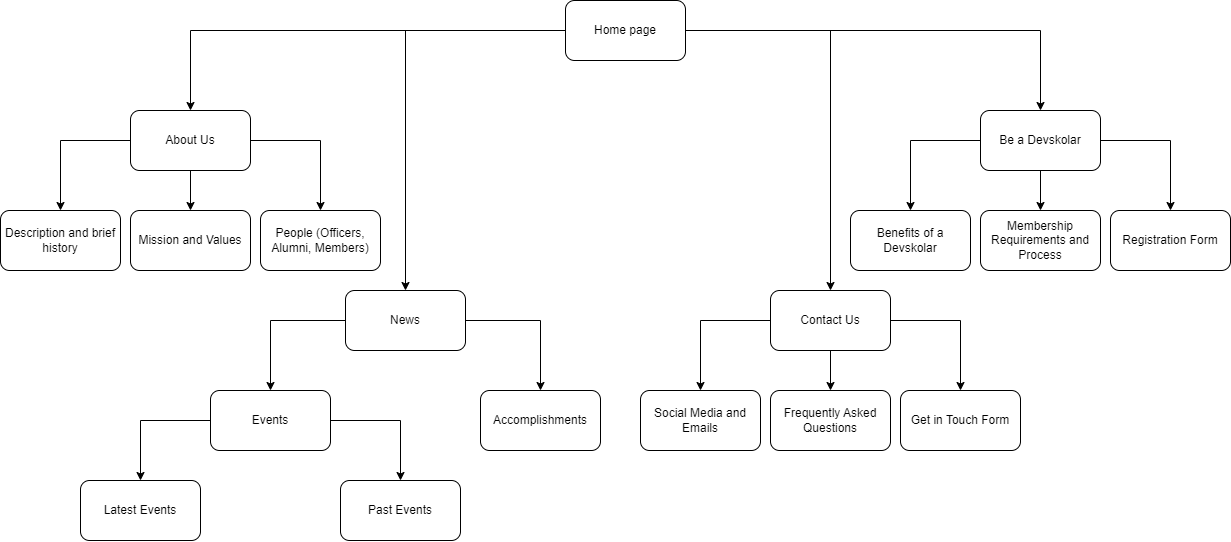 Home page
About Us
Be a Devskolar
Description and brief
history
Mission and Values
People (Officers,
Alumni, Members)
Benefits of a
Devskolar
Membership
Requirements and
Process
Registration Form
News
Contact Us
Events
Accomplishments
Social Media and
Emails
Frequently Asked
Questions
Get in Touch Form
Latest Events
Past Events